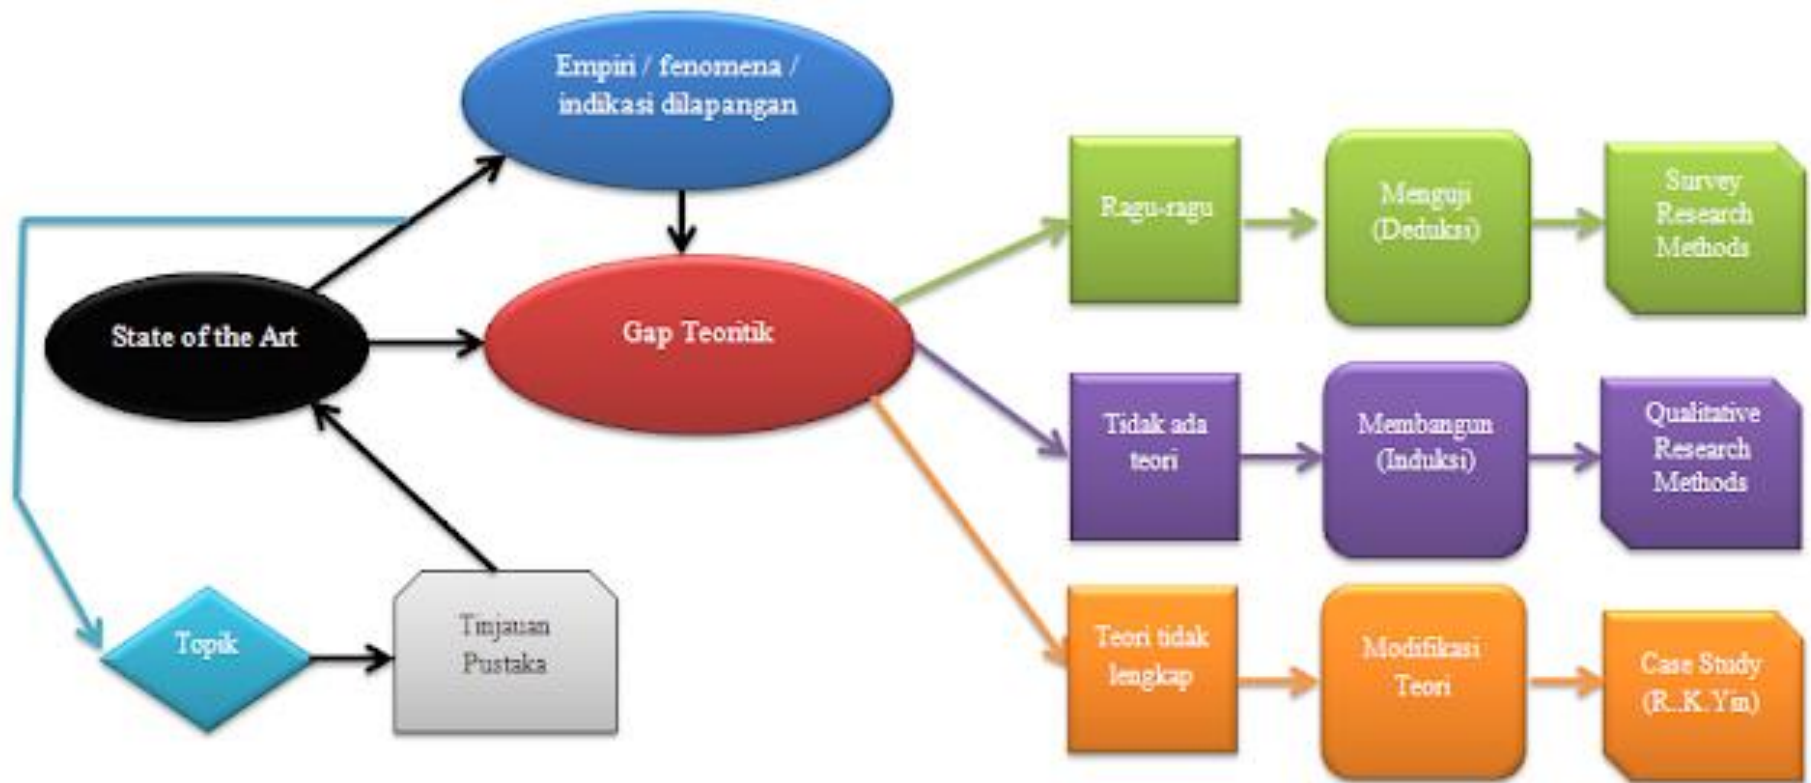 Empiri / fenomena /
indikasi dilapangan
State of the Art
Gap Teoritik
Topik
Tinjauan
Pustaka
Ragu-ragu
Menguji
(Deduksi)
Survey
Research
Methods
Tidak ada
teori
Membangun
(Induksi)
Qualitative
Research
Methods
Teori tidak
lengkap
Modifikasi
Teori
Case Study
(R..K.Yin)